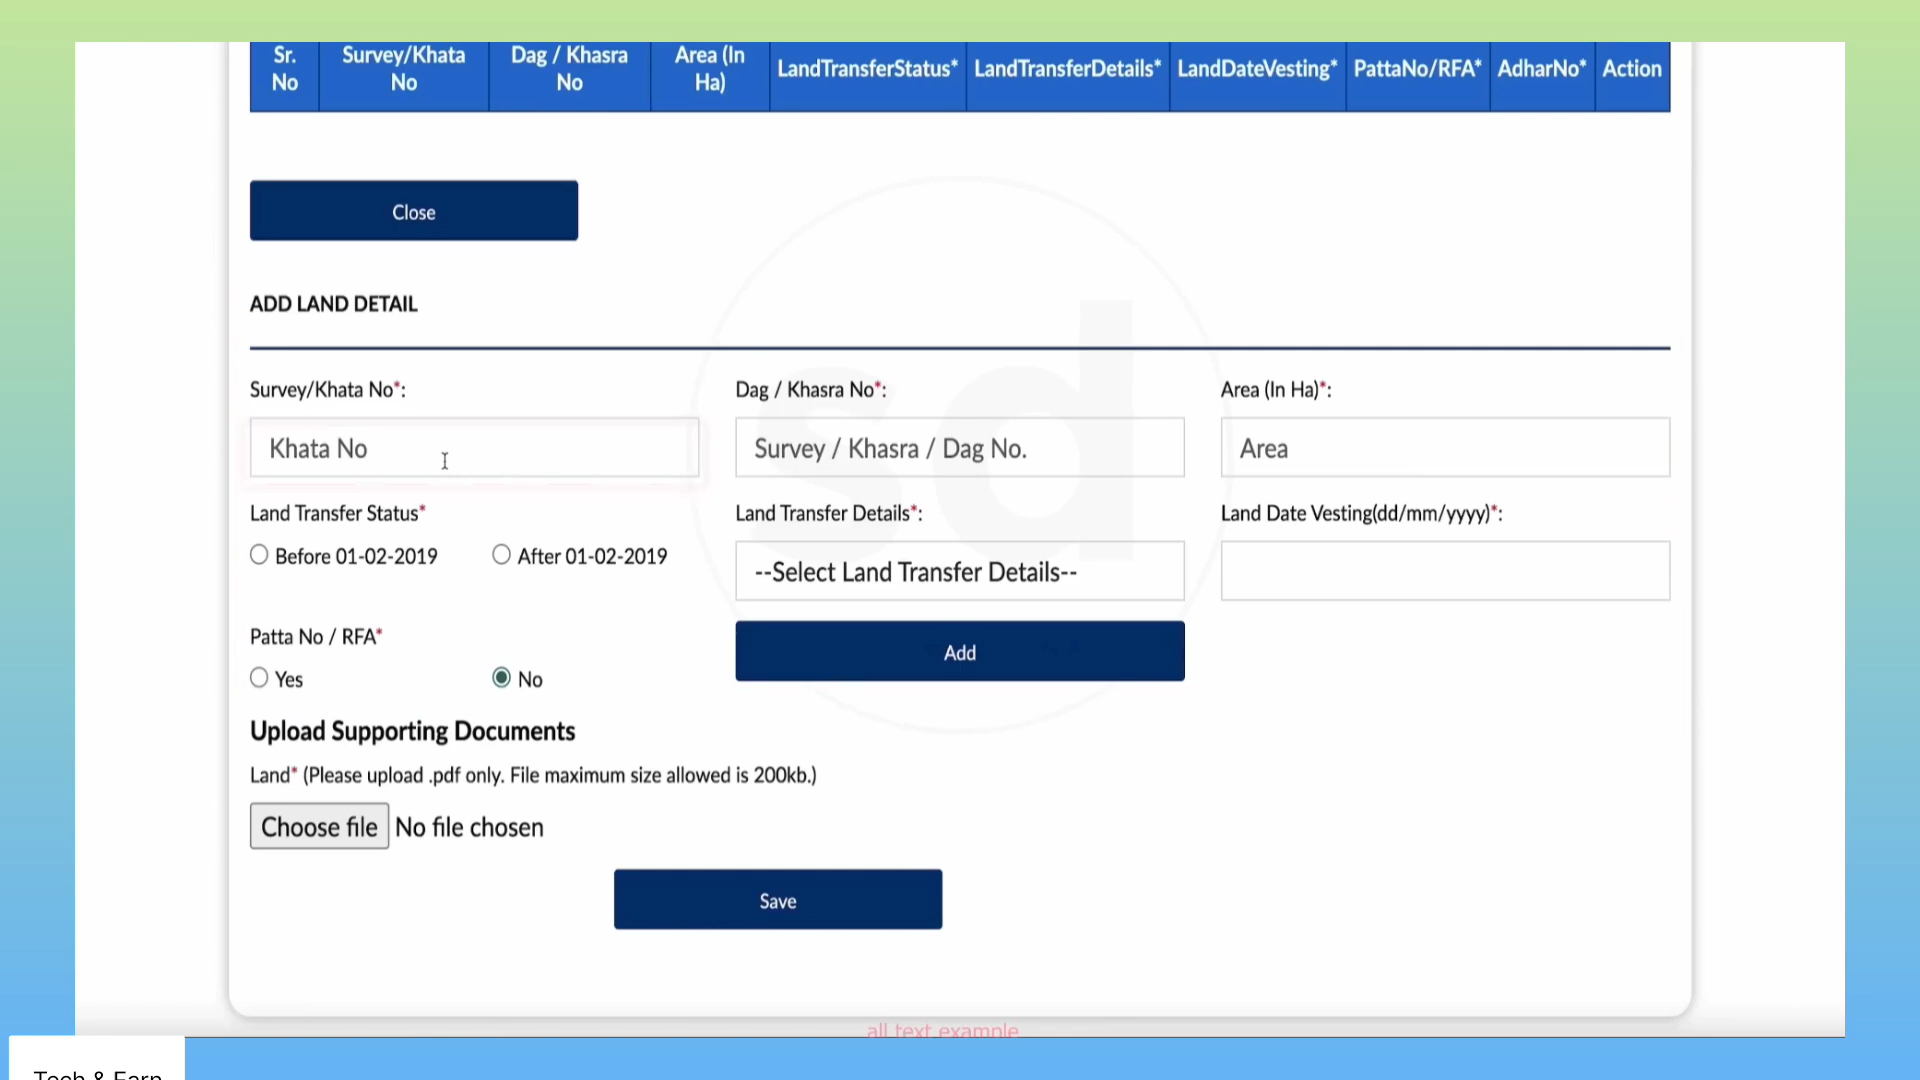 Sr. No Survey/Khata No Dag / Khasra No Area (In Ha) LandTransferStatus* LandTransferDetails* LandDateVesting* PattaNo/RFA* AdharNo* Action
Close
ADD LAND DETAIL
Survey/Khata No*: Dag / Khasra No*: Area (In Ha)*:
Khata No Survey / Khasra / Dag No. Area
Land Transfer Status* Land Transfer Details*: Land Date Vesting(dd/mm/yyyy)*:
Before 01-02-2019 After 01-02-2019 --Select Land Transfer Details--
Patta No / RFA* Add
Yes No
Upload Supporting Documents
Land* (Please upload .pdf only. File maximum size allowed is 200kb.)
Choose file No file chosen
Save
all text example
Tech & Earn
sd